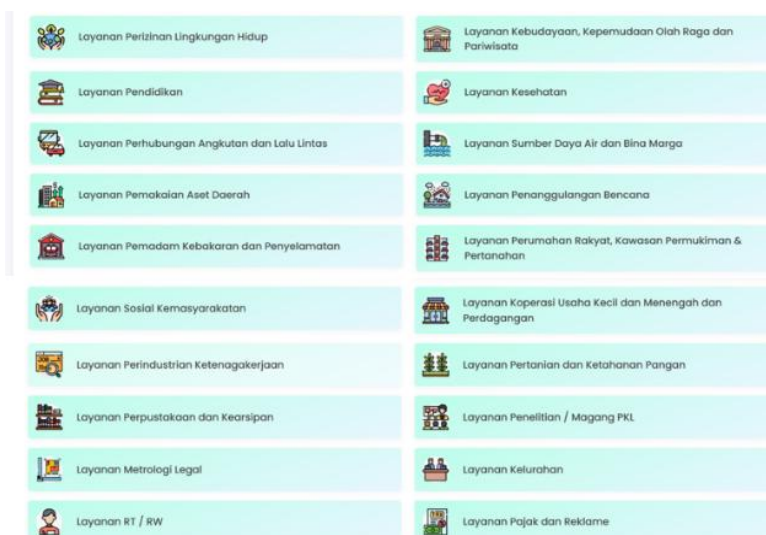 Layanan Perizinan Lingkungan Hidup
Layanan Kebudayaan, Kepemudaan Olah Raga dan
Pariwisata
Layanan Pendidikan
Layanan Kesehatan
Layanan Perhubungan Angkutan dan Lalu Lintas
Layanan Sumber Daya Air dan Bina Marga
Layanan Pemakaian Aset Daerah
Layanan Penanggulangan Bencana
Layanan Pemadam Kebakaran dan Penyelamatan
Layanan Perumahan Rakyat, Kawasan Permukiman &
Pertanahan
Layanan Sosial Kemasyarakatan
Layanan Koperasi Usaha Kecil dan Menengah dan
Perdagangan
Layanan Perindustrian Ketenagakerjaan
Layanan Pertanian dan Ketahanan Pangan
Layanan Perpustakaan dan Kearsipan
Layanan Penelitian / Magang PKL
Layanan Metrologi Legal
Layanan Kelurahan
Layanan RT / RW
Layanan Pajak dan Reklame